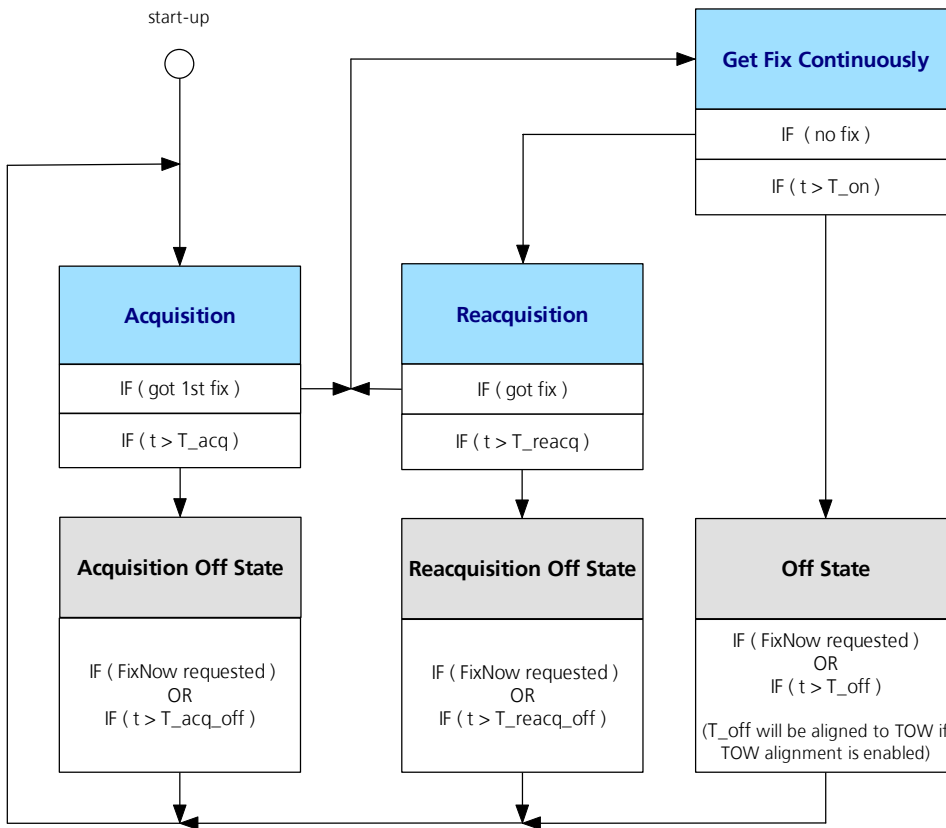 start-up
Get Fix Continuously
IF ( no fix )
IF ( t > T_on )
Acquisition
IF ( got 1st fix )
IF ( t > T_acq )
Reacquisition
IF ( got fix )
IF ( t > T_reacq )
Acquisition Off State
IF ( FixNow requested )
OR
IF ( t > T_acq_off )
Reacquisition Off State
IF ( FixNow requested )
OR
IF ( t > T_reacq_off )
Off State
IF ( FixNow requested )
OR
IF ( t > T_off )
(T_off will be aligned to TOW if
TOW alignment is enabled)